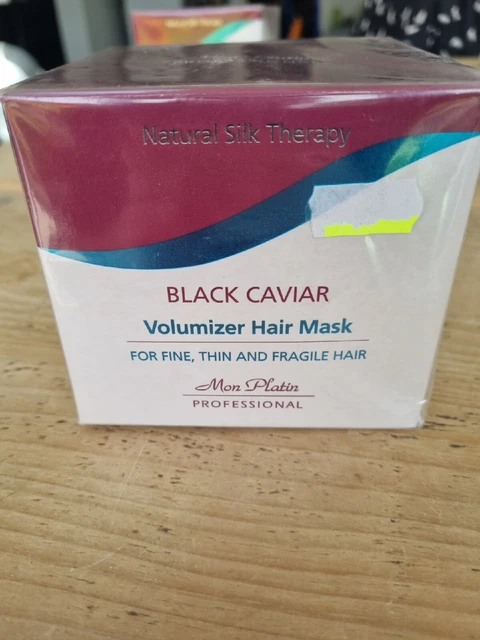 Natural Silk Therapy
BLACK CAVIAR
Volumizer Hair Mask
FOR FINE, THIN AND FRAGILE HAIR
Mon Platin
PROFESSIONAL